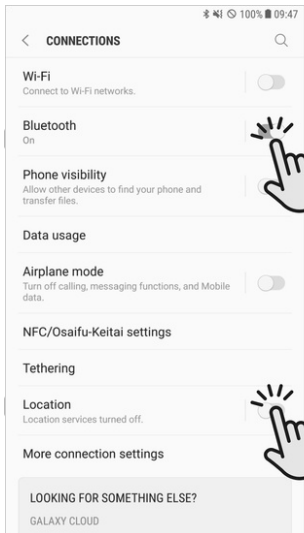 100% 09:47
CONNECTIONS
Wi-Fi
Connect to Wi-Fi networks.
Bluetooth
On
Phone visibility
Allow other devices to find your phone and
transfer files.
Data usage
Airplane mode
Turn off calling, messaging functions, and Mobile
data.
NFC/Osaifu-Keitai settings
Tethering
Location
Location services turned off.
More connection settings
LOOKING FOR SOMETHING ELSE?
GALAXY CLOUD